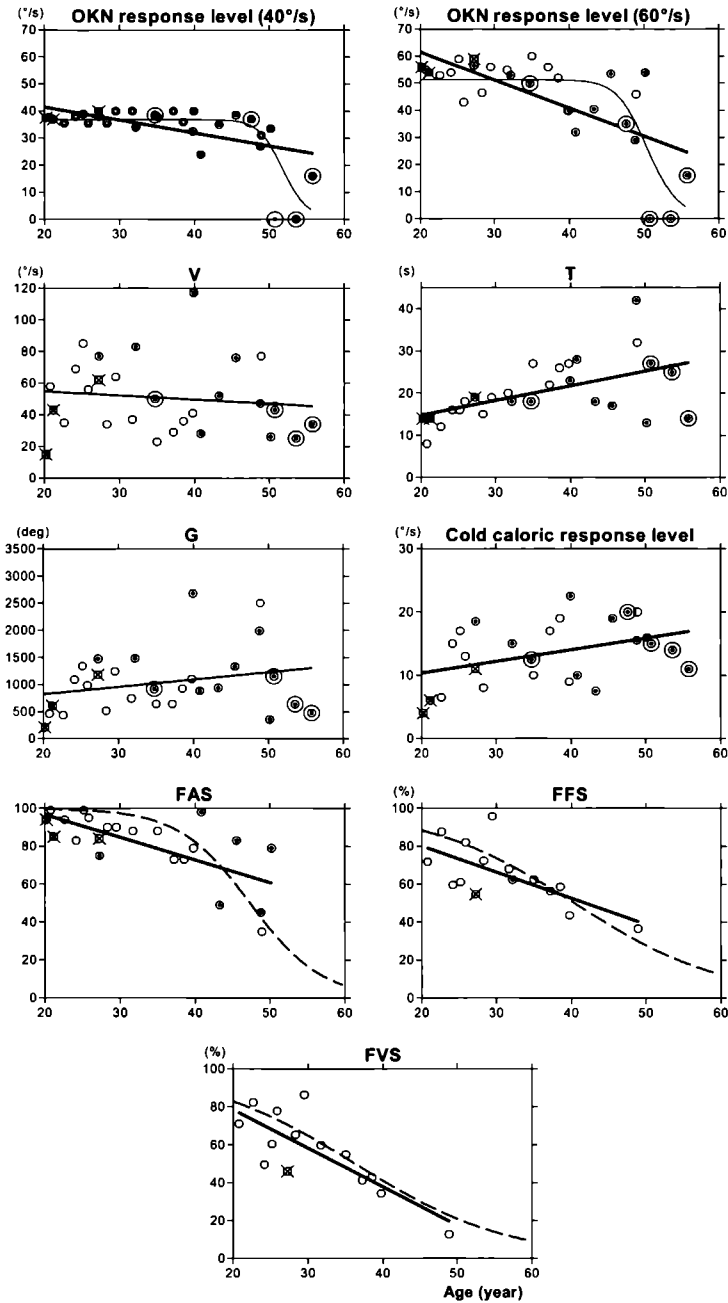 OKN response level (40°/s) OKN response level (60°/s)
(°/s) (°/s)
70 70
60 60
50 50
40 40
30 30
20 20
10 10
0 0
20 30 40 50 60 20 30 40 50 60
V T
(°/s) (s)
120
100 40
80 30
60
40 20
20 10
0 0
20 30 40 50 60 20 30 40 50 60
G Cold caloric response level
(deg) (°/s)
3500 30
3000
2500
2000 20
1500
1000 10
500
0 0
20 30 40 50 60 20 30 40 50 60
FAS FFS
(%) (%)
100 100
80 80
60 60
40 40
20 20
0 0
20 30 40 50 60 20 30 40 50 60
FVS
(%)
100
80
60
40
20
0
20 30 40 50 60
Age (year)